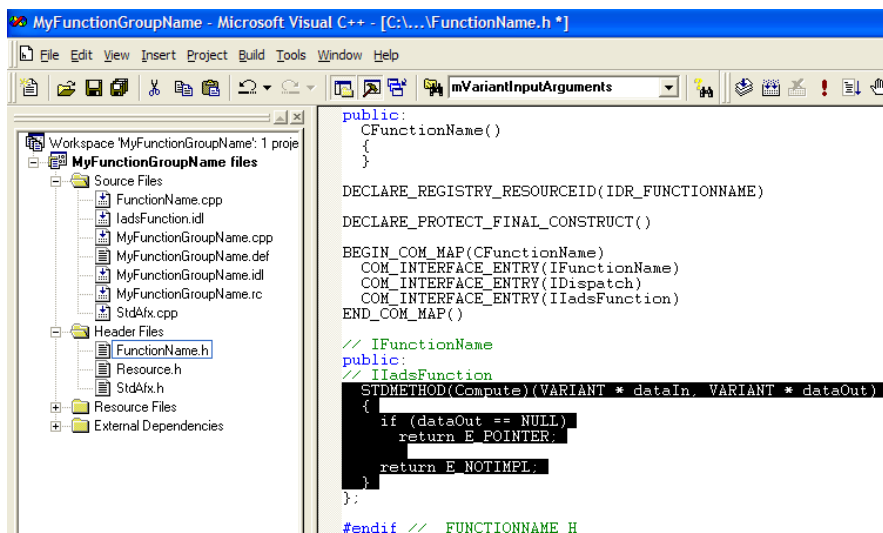 MyFunctionGroupName - Microsoft Visual C++ - [C:\...\FunctionName.h *]
File Edit View Insert Project Build Tools Window Help
mVariantInputArguments
Workspace 'MyFunctionGroupName': 1 proje
MyFunctionGroupName files
Source Files
FunctionName.cpp
IadsFunction.idl
MyFunctionGroupName.cpp
MyFunctionGroupName.def
MyFunctionGroupName.idl
MyFunctionGroupName.rc
StdAfx.cpp
Header Files
FunctionName.h
Resource.h
StdAfx.h
Resource Files
External Dependencies
public:
CFunctionName()
{
}
DECLARE_REGISTRY_RESOURCEID(IDR_FUNCTIONNAME)
DECLARE_PROTECT_FINAL_CONSTRUCT()
BEGIN_COM_MAP(CFunctionName)
COM_INTERFACE_ENTRY(IFunctionName)
COM_INTERFACE_ENTRY(IDispatch)
COM_INTERFACE_ENTRY(IIadsFunction)
END_COM_MAP()
// IFunctionName
public:
// IIadsFunction
STDMETHOD(Compute)(VARIANT * dataIn, VARIANT * dataOut)
{
if (dataOut == NULL)
return E_POINTER;
return E_NOTIMPL;
}
};
#endif // FUNCTIONNAME H